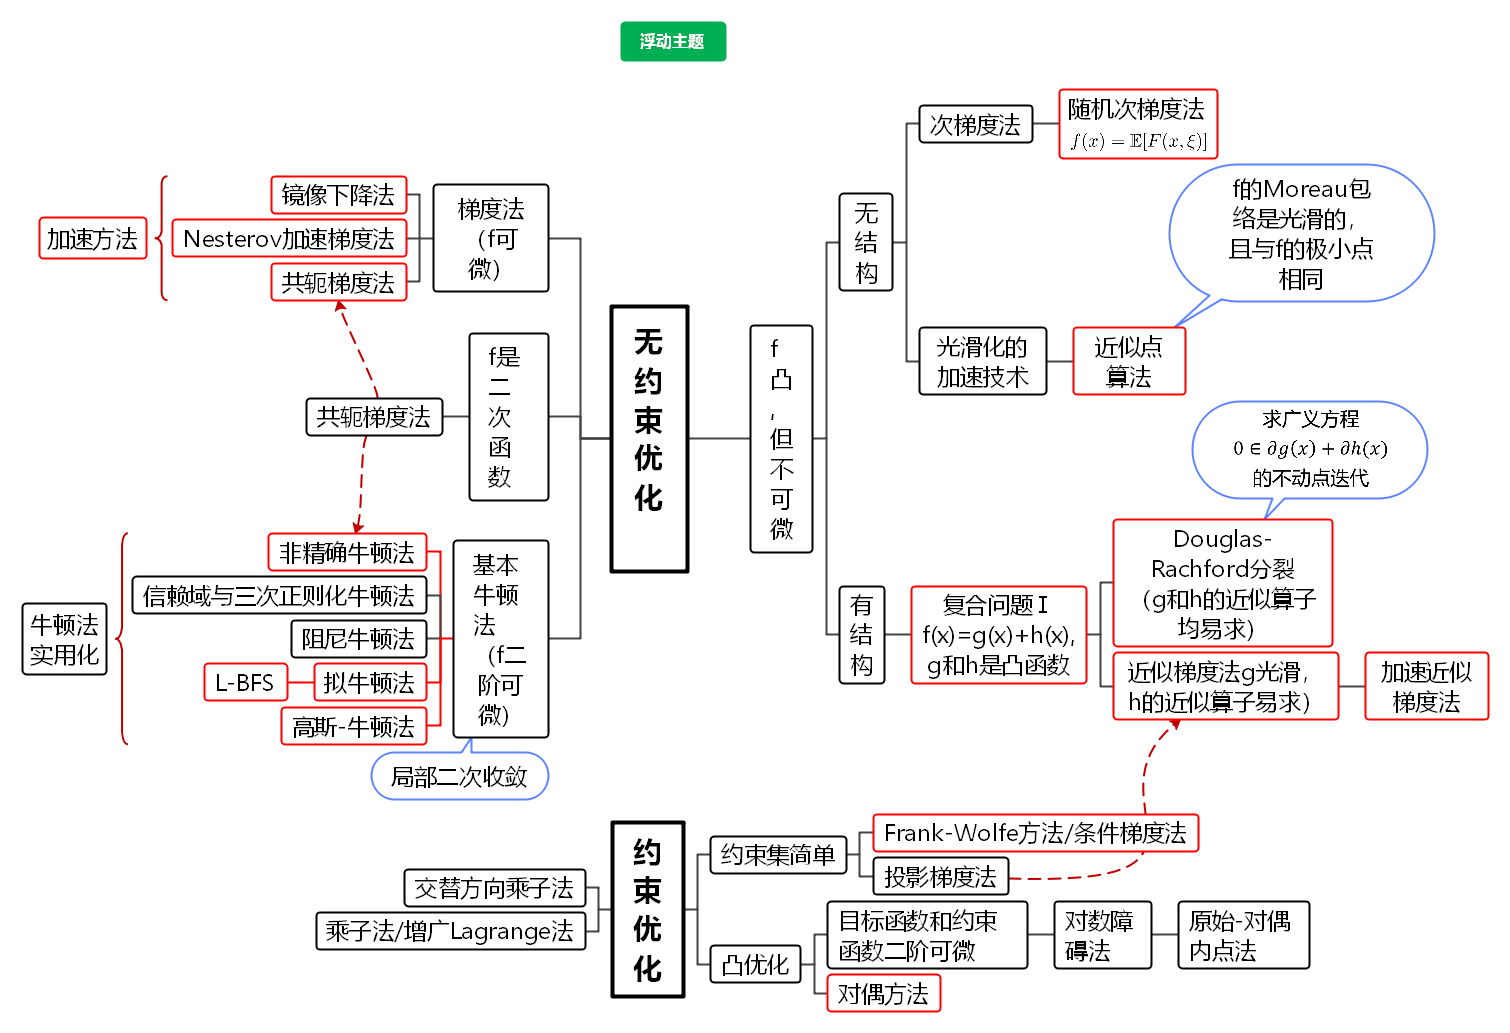 浮动主题
加速方法
镜像下降法
Nesterov加速梯度法
共轭梯度法
梯度法
（f可
微）
共轭梯度法
f是
二
次
函
数
牛顿法
实用化
非精确牛顿法
信赖域与三次正则化牛顿法
阻尼牛顿法
L-BFS
拟牛顿法
高斯-牛顿法
基本
牛顿
法
（f二
阶可
微）
局部二次收敛
无
约
束
优
化
f
凸
,
但
不
可
微
无
结
构
次梯度法
随机次梯度法
f(x) = 𝔼[F(x, ξ)]
光滑化的
加速技术
近似点
算法
f的Moreau包
络是光滑的，
且与f的极小点
相同
有
结
构
复合问题 I
f(x)=g(x)+h(x),
g和h是凸函数
求广义方程
0 ∈ ∂g(x) + ∂h(x)
的不动点迭代
Douglas-
Rachford分裂
（g和h的近似算子
均易求）
近似梯度法g光滑，
h的近似算子易求）
加速近似
梯度法
约
束
优
化
交替方向乘子法
乘子法/增广Lagrange法
约束集简单
Frank-Wolfe方法/条件梯度法
投影梯度法
凸优化
目标函数和约束
函数二阶可微
对数障
碍法
原始-对偶
内点法
对偶方法